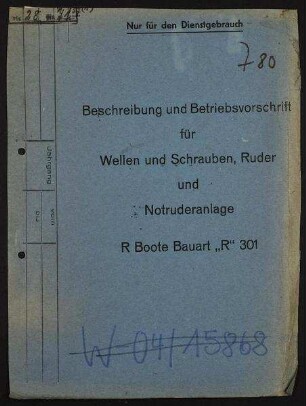 Nur für den Dienstgebrauch
780
Beschreibung und Betriebsvorschrift
für
Wellen und Schrauben, Ruder
und
Notruderanlage
R Boote Bauart „R“ 301
W-04/15868
Jahrgang